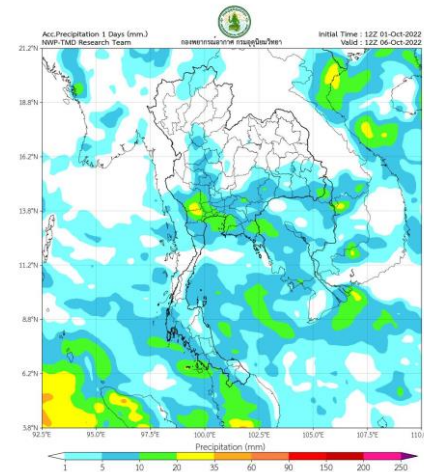 Acc.Precipitation 1 Days (mm.)
NWP-TMD Research Team
กองพยากรณ์อากาศ กรมอุตุนิยมวิทยา
Initial Time : 12Z 01-Oct-2022
Valid : 12Z 06-Oct-2022
21.2°N
18.8°N
16.2°N
13.8°N
11.2°N
8.8°N
6.2°N
3.8°N
92.5°E 95.0°E 97.5°E 100.0°E 102.5°E 105.0°E 107.5°E 110.0
Precipitation (mm)
1 5 10 20 35 60 90 150 200 250